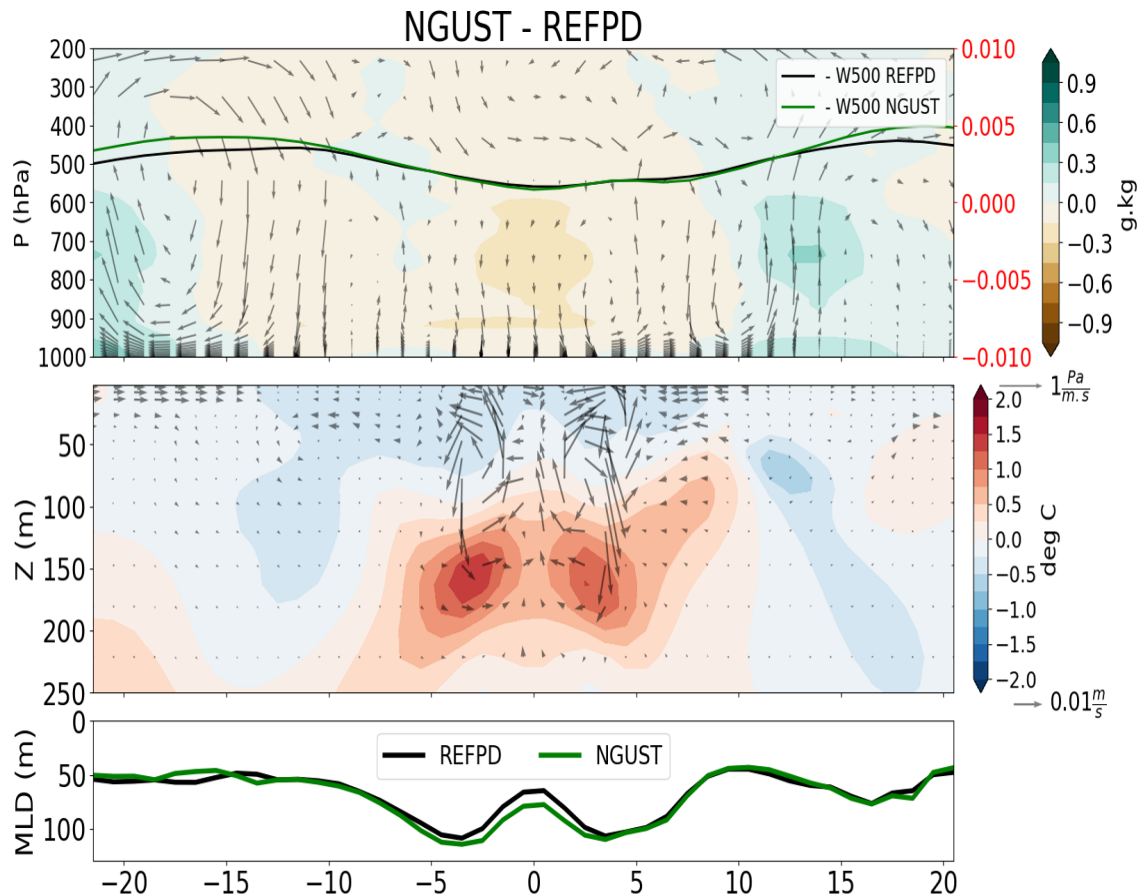 NGUST - REFPD
P (hPa)
200
300
400
500
600
700
800
900
1000
- W500 REFPD
- W500 NGUST
0.010
0.005
0.000
−0.005
−0.010
0.9
0.6
0.3
0.0
−0.3
−0.6
−0.9
g.kg
Z (m)
50
100
150
200
250
1 Pa/m.s
2.0
1.5
1.0
0.5
0.0
−0.5
−1.0
−1.5
−2.0
deg C
0.01 m/s
MLD (m)
0
50
100
REFPD
NGUST
−20 −15 −10 −5 0 5 10 15 20